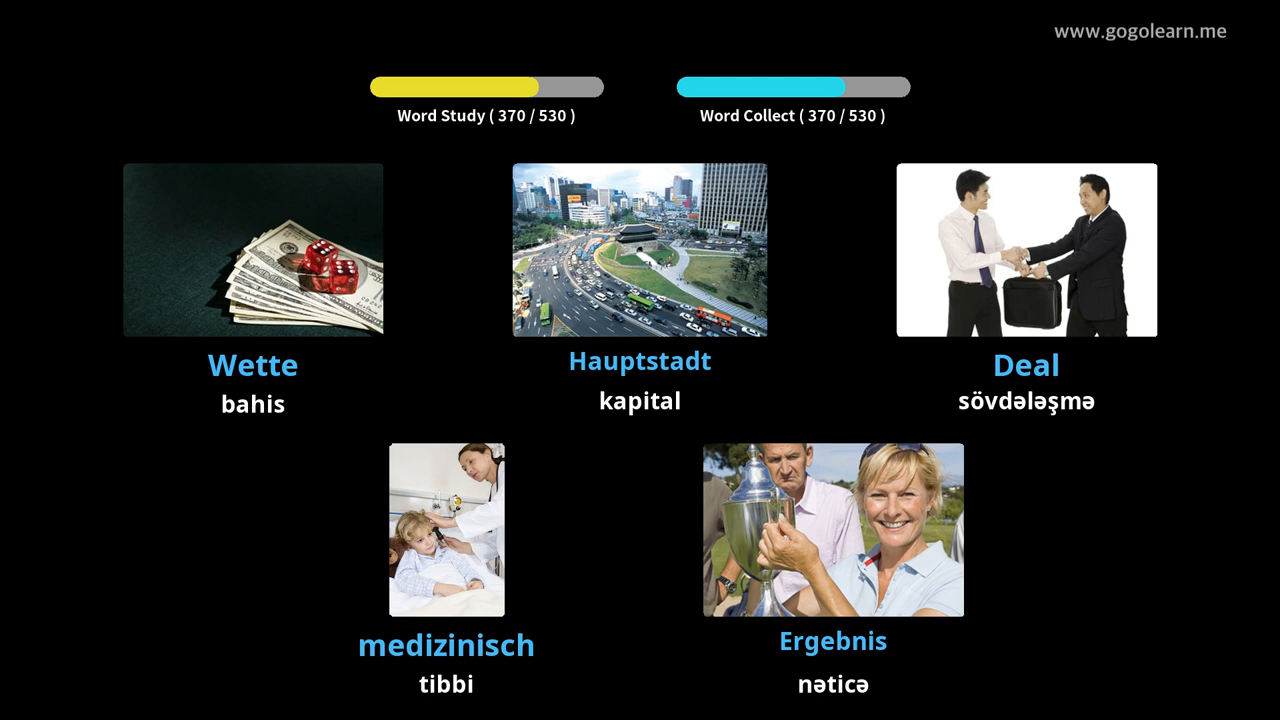 www.gogolearn.me
Word Study ( 370 / 530 )
Word Collect ( 370 / 530 )
Wette
bahis
Hauptstadt
kapital
Deal
sövdələşmə
medizinisch
tibbi
Ergebnis
nəticə